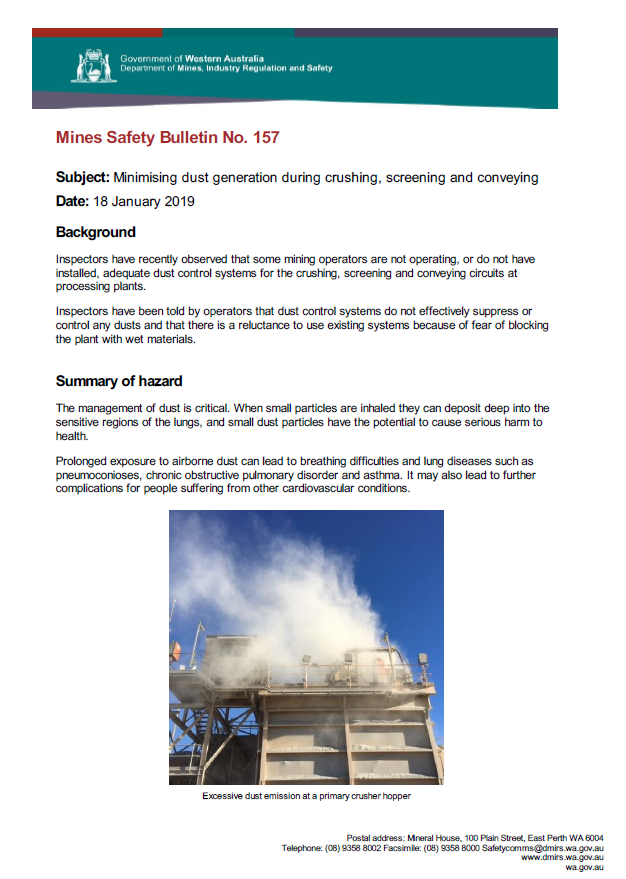 Government of Western Australia
Department of Mines, Industry Regulation and Safety
Mines Safety Bulletin No. 157
Subject: Minimising dust generation during crushing, screening and conveying
Date: 18 January 2019
Background
Inspectors have recently observed that some mining operators are not operating, or do not have
installed, adequate dust control systems for the crushing, screening and conveying circuits at
processing plants.
Inspectors have been told by operators that dust control systems do not effectively suppress or
control any dusts and that there is a reluctance to use existing systems because of fear of blocking
the plant with wet materials.
Summary of hazard
The management of dust is critical. When small particles are inhaled they can deposit deep into the
sensitive regions of the lungs, and small dust particles have the potential to cause serious harm to
health.
Prolonged exposure to airborne dust can lead to breathing difficulties and lung diseases such as
pneumoconioses, chronic obstructive pulmonary disorder and asthma. It may also lead to further
complications for people suffering from other cardiovascular conditions.
Excessive dust emission at a primary crusher hopper
Postal address: Mineral House, 100 Plain Street, East Perth WA 6004
Telephone: (08) 9358 8002 Facsimile: (08) 9358 8000 Safetycomms@dmirs.wa.gov.au
www.dmirs.wa.gov.au
wa.gov.au